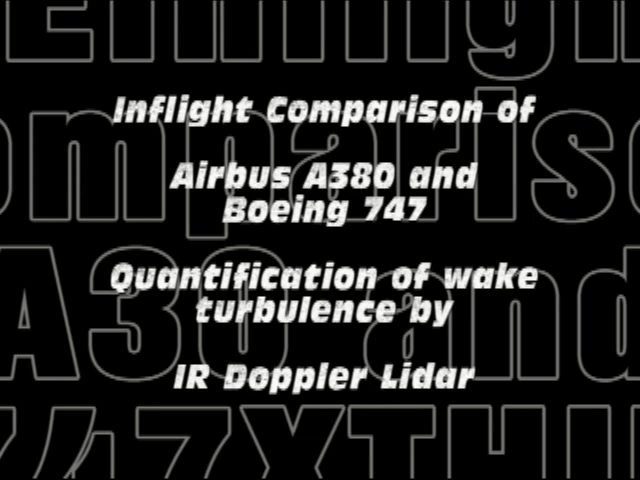 Inflight Comparison of
Airbus A380 and
Boeing 747
Quantification of wake
turbulence by
IR Doppler Lidar